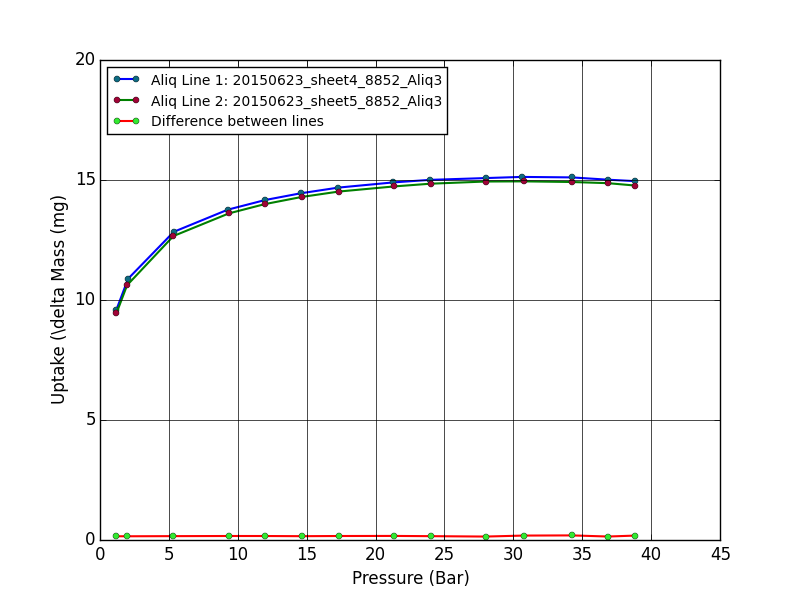 20
Aliq Line 1: 20150623_sheet4_8852_Aliq3
Aliq Line 2: 20150623_sheet5_8852_Aliq3
Difference between lines
15
10
5
0
Uptake (\delta Mass (mg)
0 5 10 15 20 25 30 35 40 45
Pressure (Bar)